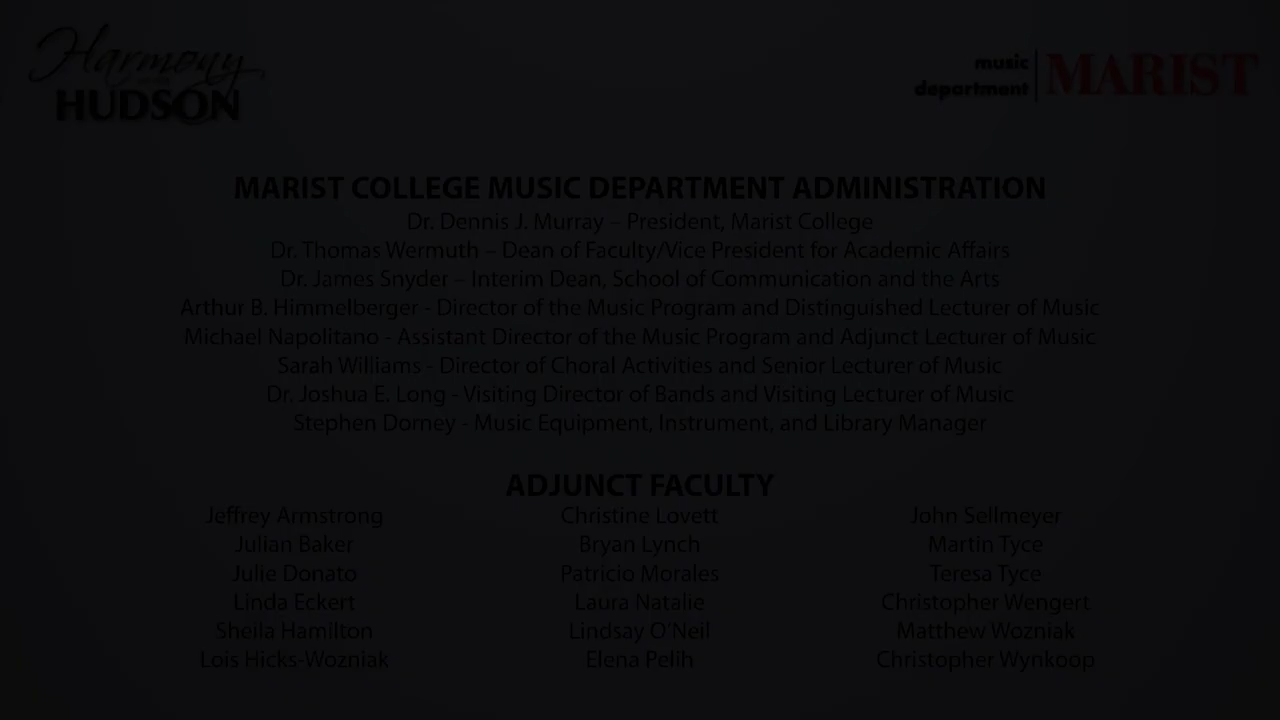 Harmony
HUDSON
music
department
MARIST
MARIST COLLEGE MUSIC DEPARTMENT ADMINISTRATION
Dr. Dennis J. Murray – President, Marist College
Dr. Thomas Wermuth – Dean of Faculty/Vice President for Academic Affairs
Dr. James Snyder – Interim Dean, School of Communication and the Arts
Arthur B. Himmelberger - Director of the Music Program and Distinguished Lecturer of Music
Michael Napolitano - Assistant Director of the Music Program and Adjunct Lecturer of Music
Sarah Williams - Director of Choral Activities and Senior Lecturer of Music
Dr. Joshua E. Long - Visiting Director of Bands and Visiting Lecturer of Music
Stephen Dorney - Music Equipment, Instrument, and Library Manager
ADJUNCT FACULTY
Jeffrey Armstrong
Julian Baker
Julie Donato
Linda Eckert
Sheila Hamilton
Lois Hicks-Wozniak
Christine Lovett
Bryan Lynch
Patricio Morales
Laura Natalie
Lindsay O'Neil
Elena Pelih
John Sellmeyer
Martin Tyce
Teresa Tyce
Christopher Wengert
Matthew Wozniak
Christopher Wynkoop